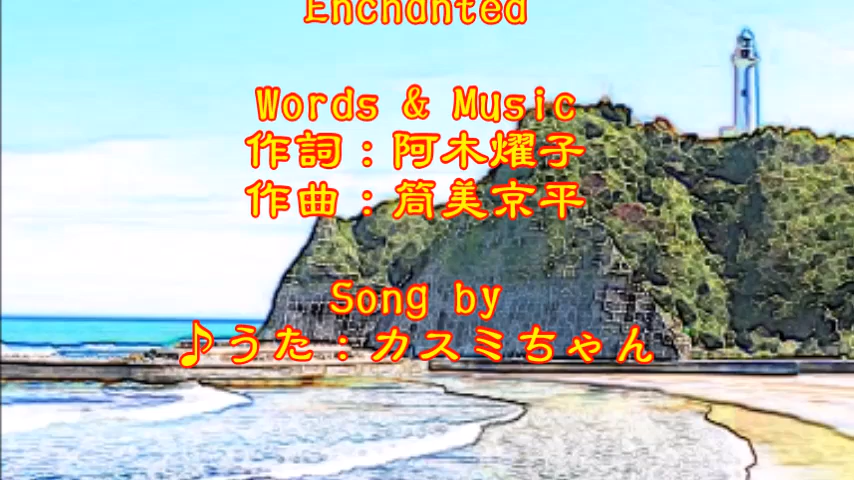 Enchanted
Words & Music
作詞：阿木燿子
作曲：筒美京平
Song by
♪うた：カスミちゃん